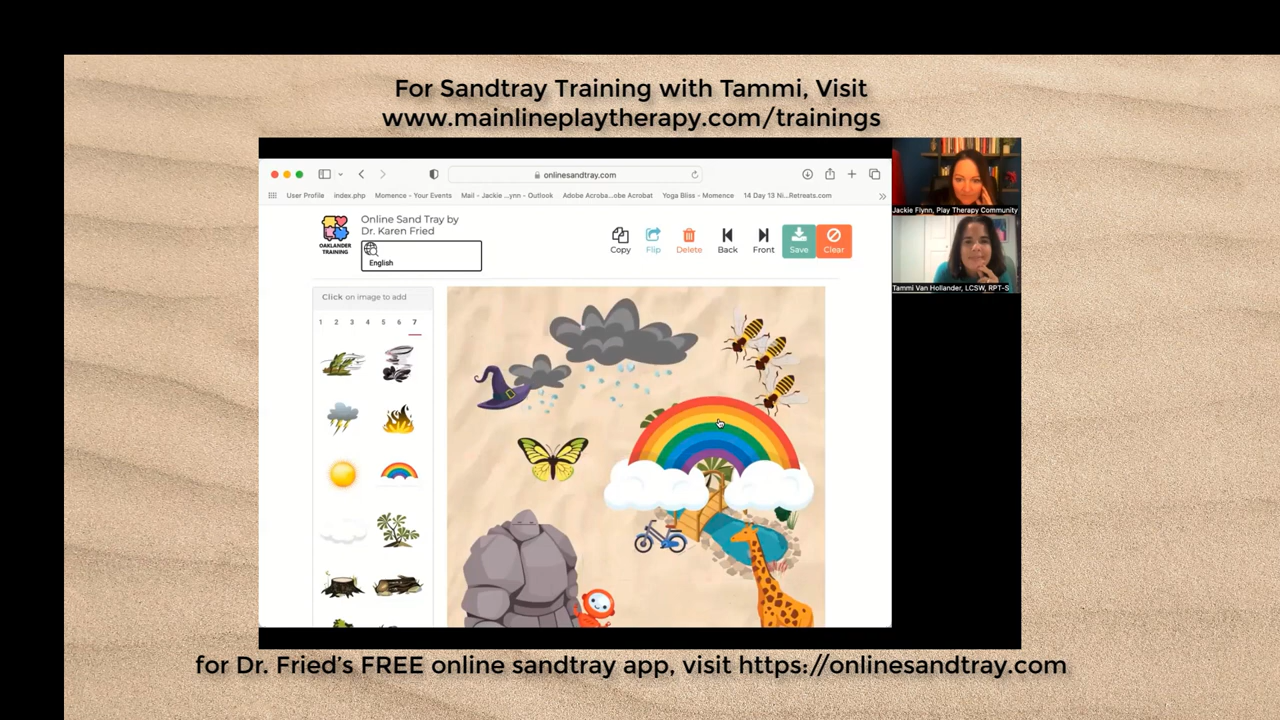 For Sandtray Training with Tammi, Visit
www.mainlineplaytherapy.com/trainings
onlinesandtray.com
User Profile index.php Momence - Your Events Mail - Jackie ...ynn - Outlook Adobe Acroba...obe Acrobat Yoga Bliss - Momence 14 Day 13 Ni...Retreats.com
OAKLANDER
TRAINING
Online Sand Tray by
Dr. Karen Fried
English
Copy Flip Delete Back Front Save Clear
Click on image to add
1 2 3 4 5 6 7
Jackie Flynn, Play Therapy Community
Tammi Van Hollander, LCSW, RPT-S
for Dr. Fried's FREE online sandtray app, visit https://onlinesandtray.com